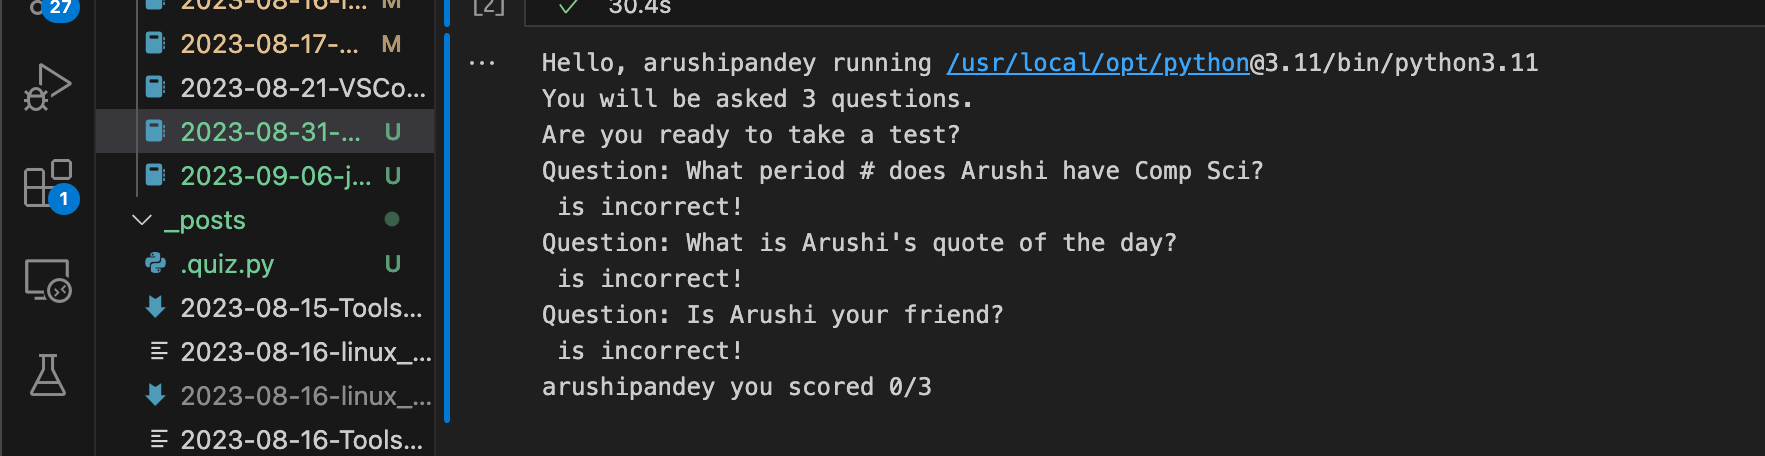 27
2023-08-16-l... M
2023-08-17-... M
2023-08-21-VSCo...
2023-08-31-... U
2023-09-06-j... U
1
_posts
.quiz.py U
2023-08-15-Tools...
2023-08-16-linux_...
2023-08-16-linux_...
2023-08-16-Tools...
[2] 30.4s
...
Hello, arushipandey running /usr/local/opt/python@3.11/bin/python3.11
You will be asked 3 questions.
Are you ready to take a test?
Question: What period # does Arushi have Comp Sci?
is incorrect!
Question: What is Arushi's quote of the day?
is incorrect!
Question: Is Arushi your friend?
is incorrect!
arushipandey you scored 0/3